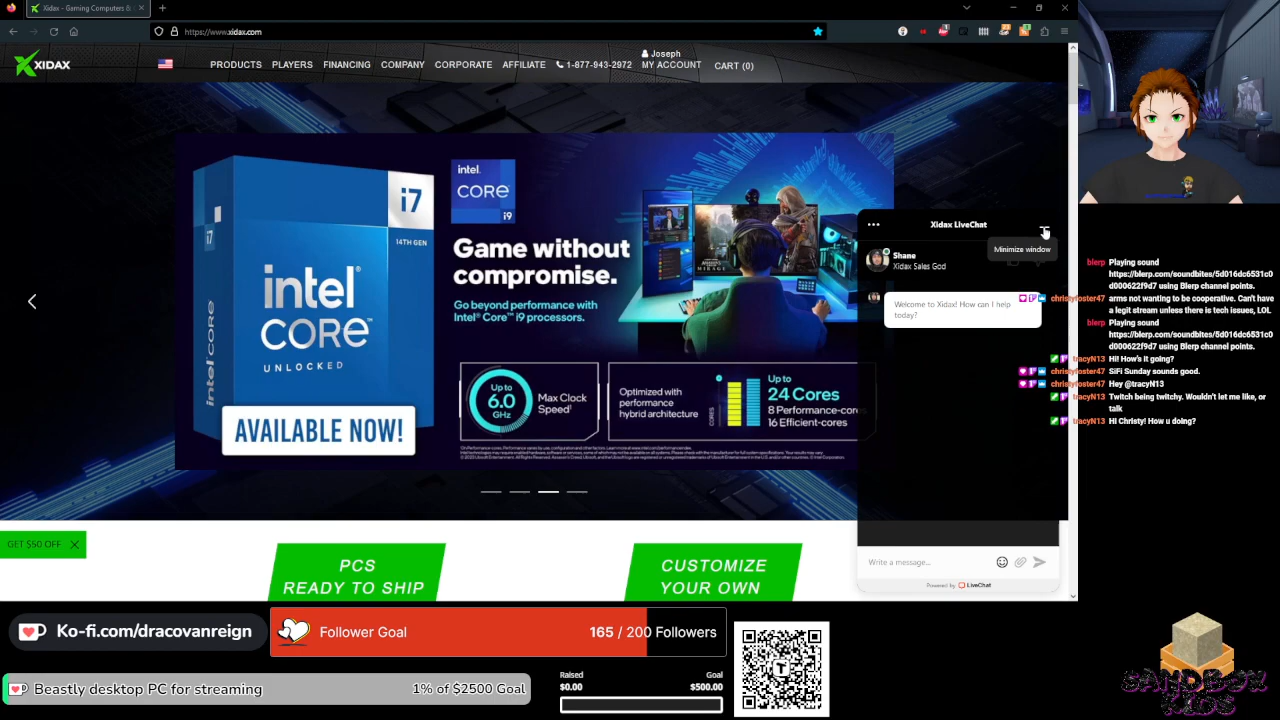 Xidax - Gaming Computers &
https://www.xidax.com
XIDAX
PRODUCTS
PLAYERS
FINANCING
COMPANY
CORPORATE
AFFILIATE
1-877-943-2972
Joseph
MY ACCOUNT
CART (0)
i7
14TH GEN
intel
CORE
UNLOCKED
intel CORE
AVAILABLE NOW!
intel.
CORE
i9
Game without
compromise.
Go beyond performance with
Intel® Core™ i9 processors.
MIRAGE
Up to
6.0
GHz
Max Clock
Speed¹
Optimized with
performance
hybrid architecture
CORES
Up to
24 Cores
8 Performance-cores
16 Efficient-cores
Xidax LiveChat
Minimize window
Shane
Xidax Sales God
Welcome to Xidax! How can I help
today?
Write a message...
Powered by LiveChat
GET $50 OFF
PCS
READY TO SHIP
CUSTOMIZE
YOUR OWN
blerp Playing sound
https://blerp.com/soundbites/5d016dc6531c0
d000622f9d7 using Blerp channel points.
christyfoster47 arms not wanting to be cooperative. Can't have
a legit stream unless there is tech issues, LOL
blerp Playing sound
https://blerp.com/soundbites/5d016dc6531c0
d000622f9d7 using Blerp channel points.
tracyN13 Hi! How's it going?
christyfoster47 SiFi Sunday sounds good.
christyfoster47 Hey @tracyN13
tracyN13 Twitch being twitchy. Wouldn't let me like, or
talk
tracyN13 Hi Christy! How u doing?
Ko-fi.com/dracovanreign
Follower Goal
165 / 200 Followers
Beastly desktop PC for streaming
1% of $2500 Goal
Raised
$0.00
Goal
$500.00
T
SANDBOX
KIDS